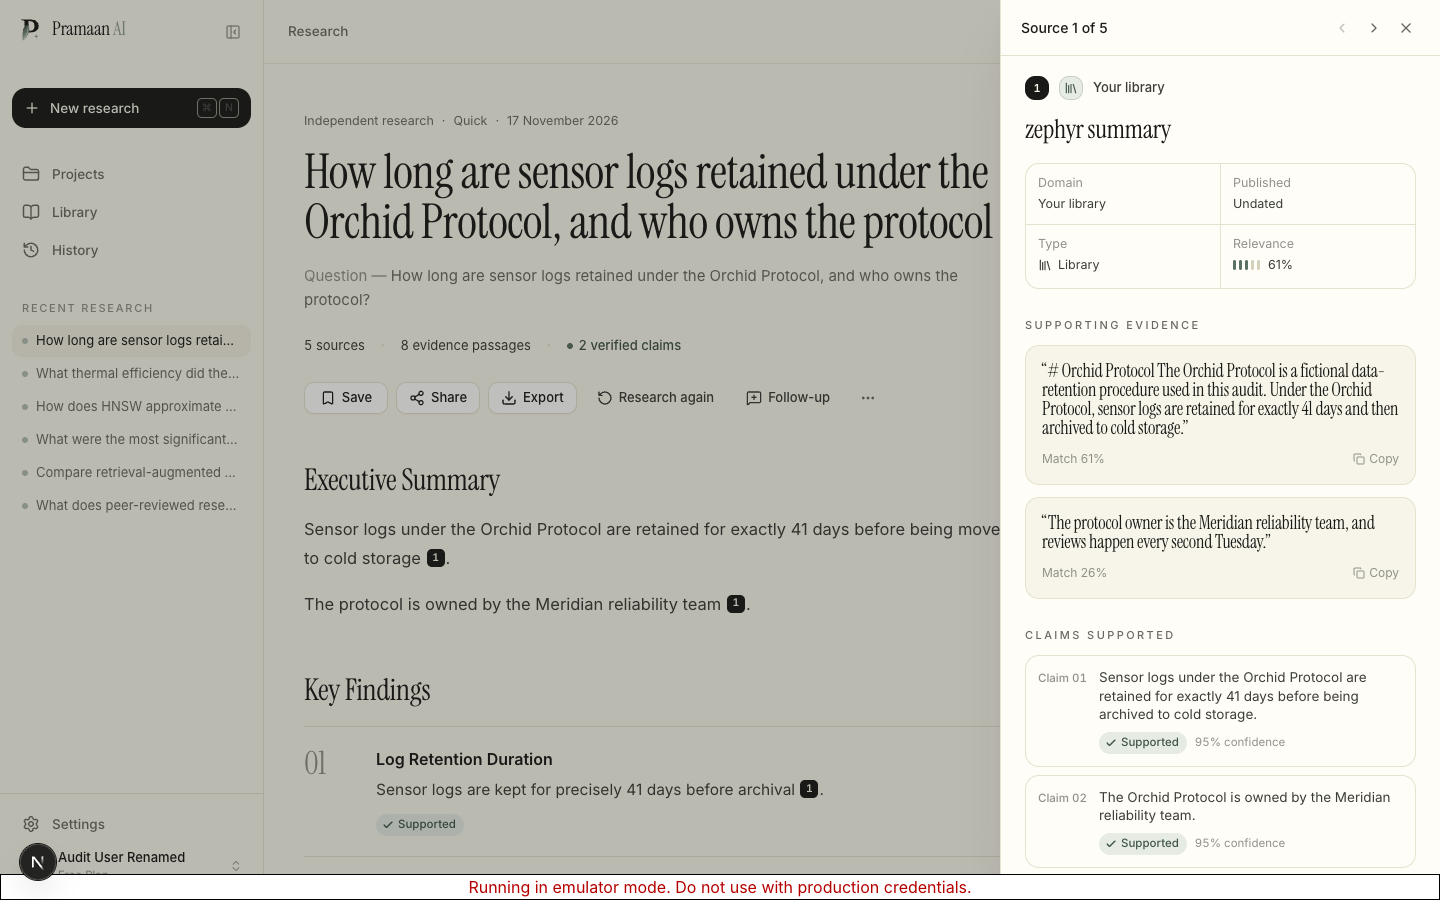 Pramaan AI
New research
⌘ N
Projects
Library
History
RECENT RESEARCH
How long are sensor logs retai...
What thermal efficiency did the...
How does HNSW approximate ...
What were the most significant...
Compare retrieval-augmented ...
What does peer-reviewed rese...
Settings
Audit User Renamed
N
Research
Independent research · Quick · 17 November 2026
How long are sensor logs retained under the
Orchid Protocol, and who owns the protocol
Question — How long are sensor logs retained under the Orchid Protocol, and who owns the
protocol?
5 sources · 8 evidence passages · 2 verified claims
Save
Share
Export
Research again
Follow-up
Executive Summary
Sensor logs under the Orchid Protocol are retained for exactly 41 days before being move
to cold storage 1.
The protocol is owned by the Meridian reliability team 1.
Key Findings
01
Log Retention Duration
Sensor logs are kept for precisely 41 days before archival 1.
Supported
Source 1 of 5
1 Your library
zephyr summary
Domain
Your library
Published
Undated
Type
Library
Relevance
61%
SUPPORTING EVIDENCE
“# Orchid Protocol The Orchid Protocol is a fictional data-
retention procedure used in this audit. Under the Orchid
Protocol, sensor logs are retained for exactly 41 days and then
archived to cold storage.”
Match 61%
Copy
“The protocol owner is the Meridian reliability team, and
reviews happen every second Tuesday.”
Match 26%
Copy
CLAIMS SUPPORTED
Claim 01
Sensor logs under the Orchid Protocol are
retained for exactly 41 days before being
archived to cold storage.
Supported
95% confidence
Claim 02
The Orchid Protocol is owned by the Meridian
reliability team.
Supported
95% confidence
Running in emulator mode. Do not use with production credentials.